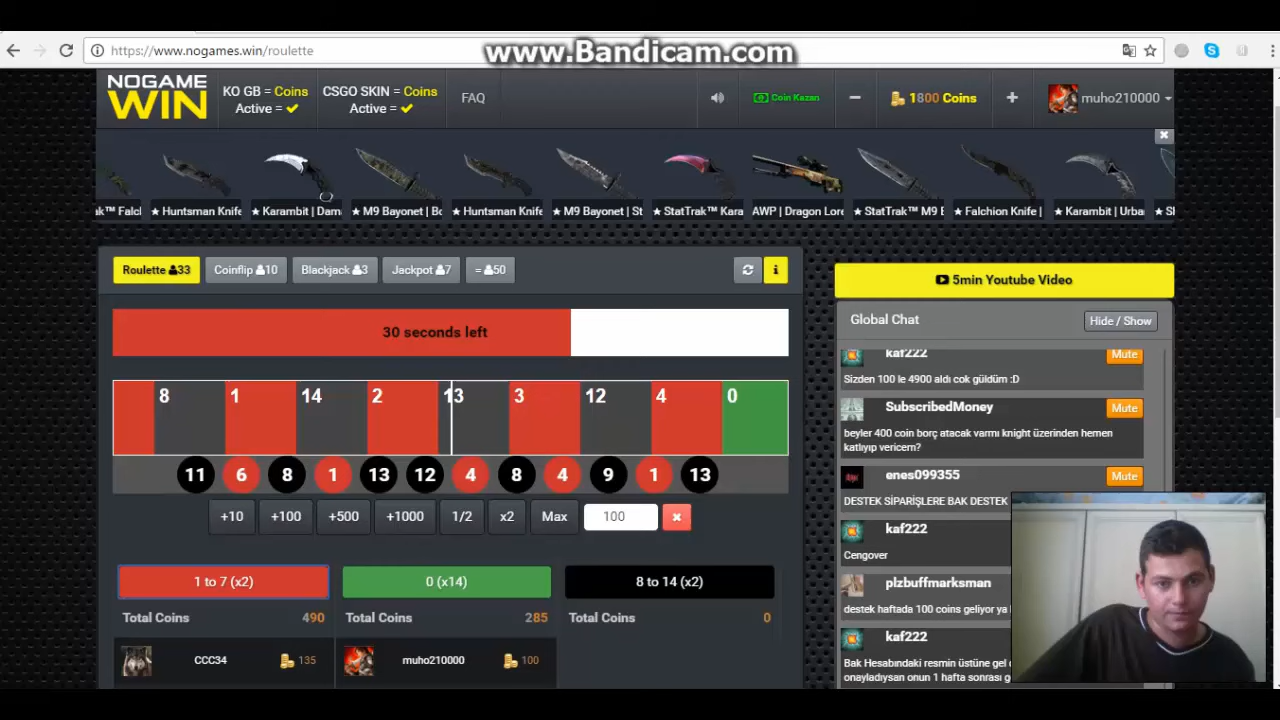 www.Bandicam.com
https://www.nogames.win/roulette
NOGAME
WIN
KO GB = Coins
Active =
CSGO SKIN = Coins
Active =
FAQ
Coin Kazan
1800 Coins
muho210000
ak™ Falcl
★ Huntsman Knife
★ Karambit | Dam
★ M9 Bayonet | Bo
★ Huntsman Knife
★ M9 Bayonet | St
★ StatTrak™ Kara
AWP | Dragon Lore
★ StatTrak™ M9 B
★ Falchion Knife |
★ Karambit | Urba
Roulette 33
Coinflip 10
Blackjack 3
Jackpot 7
= 50
i
5min Youtube Video
30 seconds left
Global Chat
Hide / Show
8 1 14 2 13 3 12 4 0
11 6 8 1 13 12 4 8 4 9 1 13
+10
+100
+500
+1000
1/2
x2
Max
100
1 to 7 (x2)
0 (x14)
8 to 14 (x2)
Total Coins 490
Total Coins 285
Total Coins 0
CCC34 135
muho210000 100
kaf222
Mute
Sizden 100 le 4900 aldı cok güldüm :D
SubscribedMoney
Mute
beyler 400 coin borç atacak varmı knight üzerinden hemen
katlıyıp vericem?
enes099355
Mute
DESTEK SİPARİŞLERE BAK DESTEK
kaf222
Cengover
plzbuffmarksman
destek haftada 100 coins geliyor ya
kaf222
Bak Hesabındaki resmin üstüne gel
onayladıysan onun 1 hafta sonrası